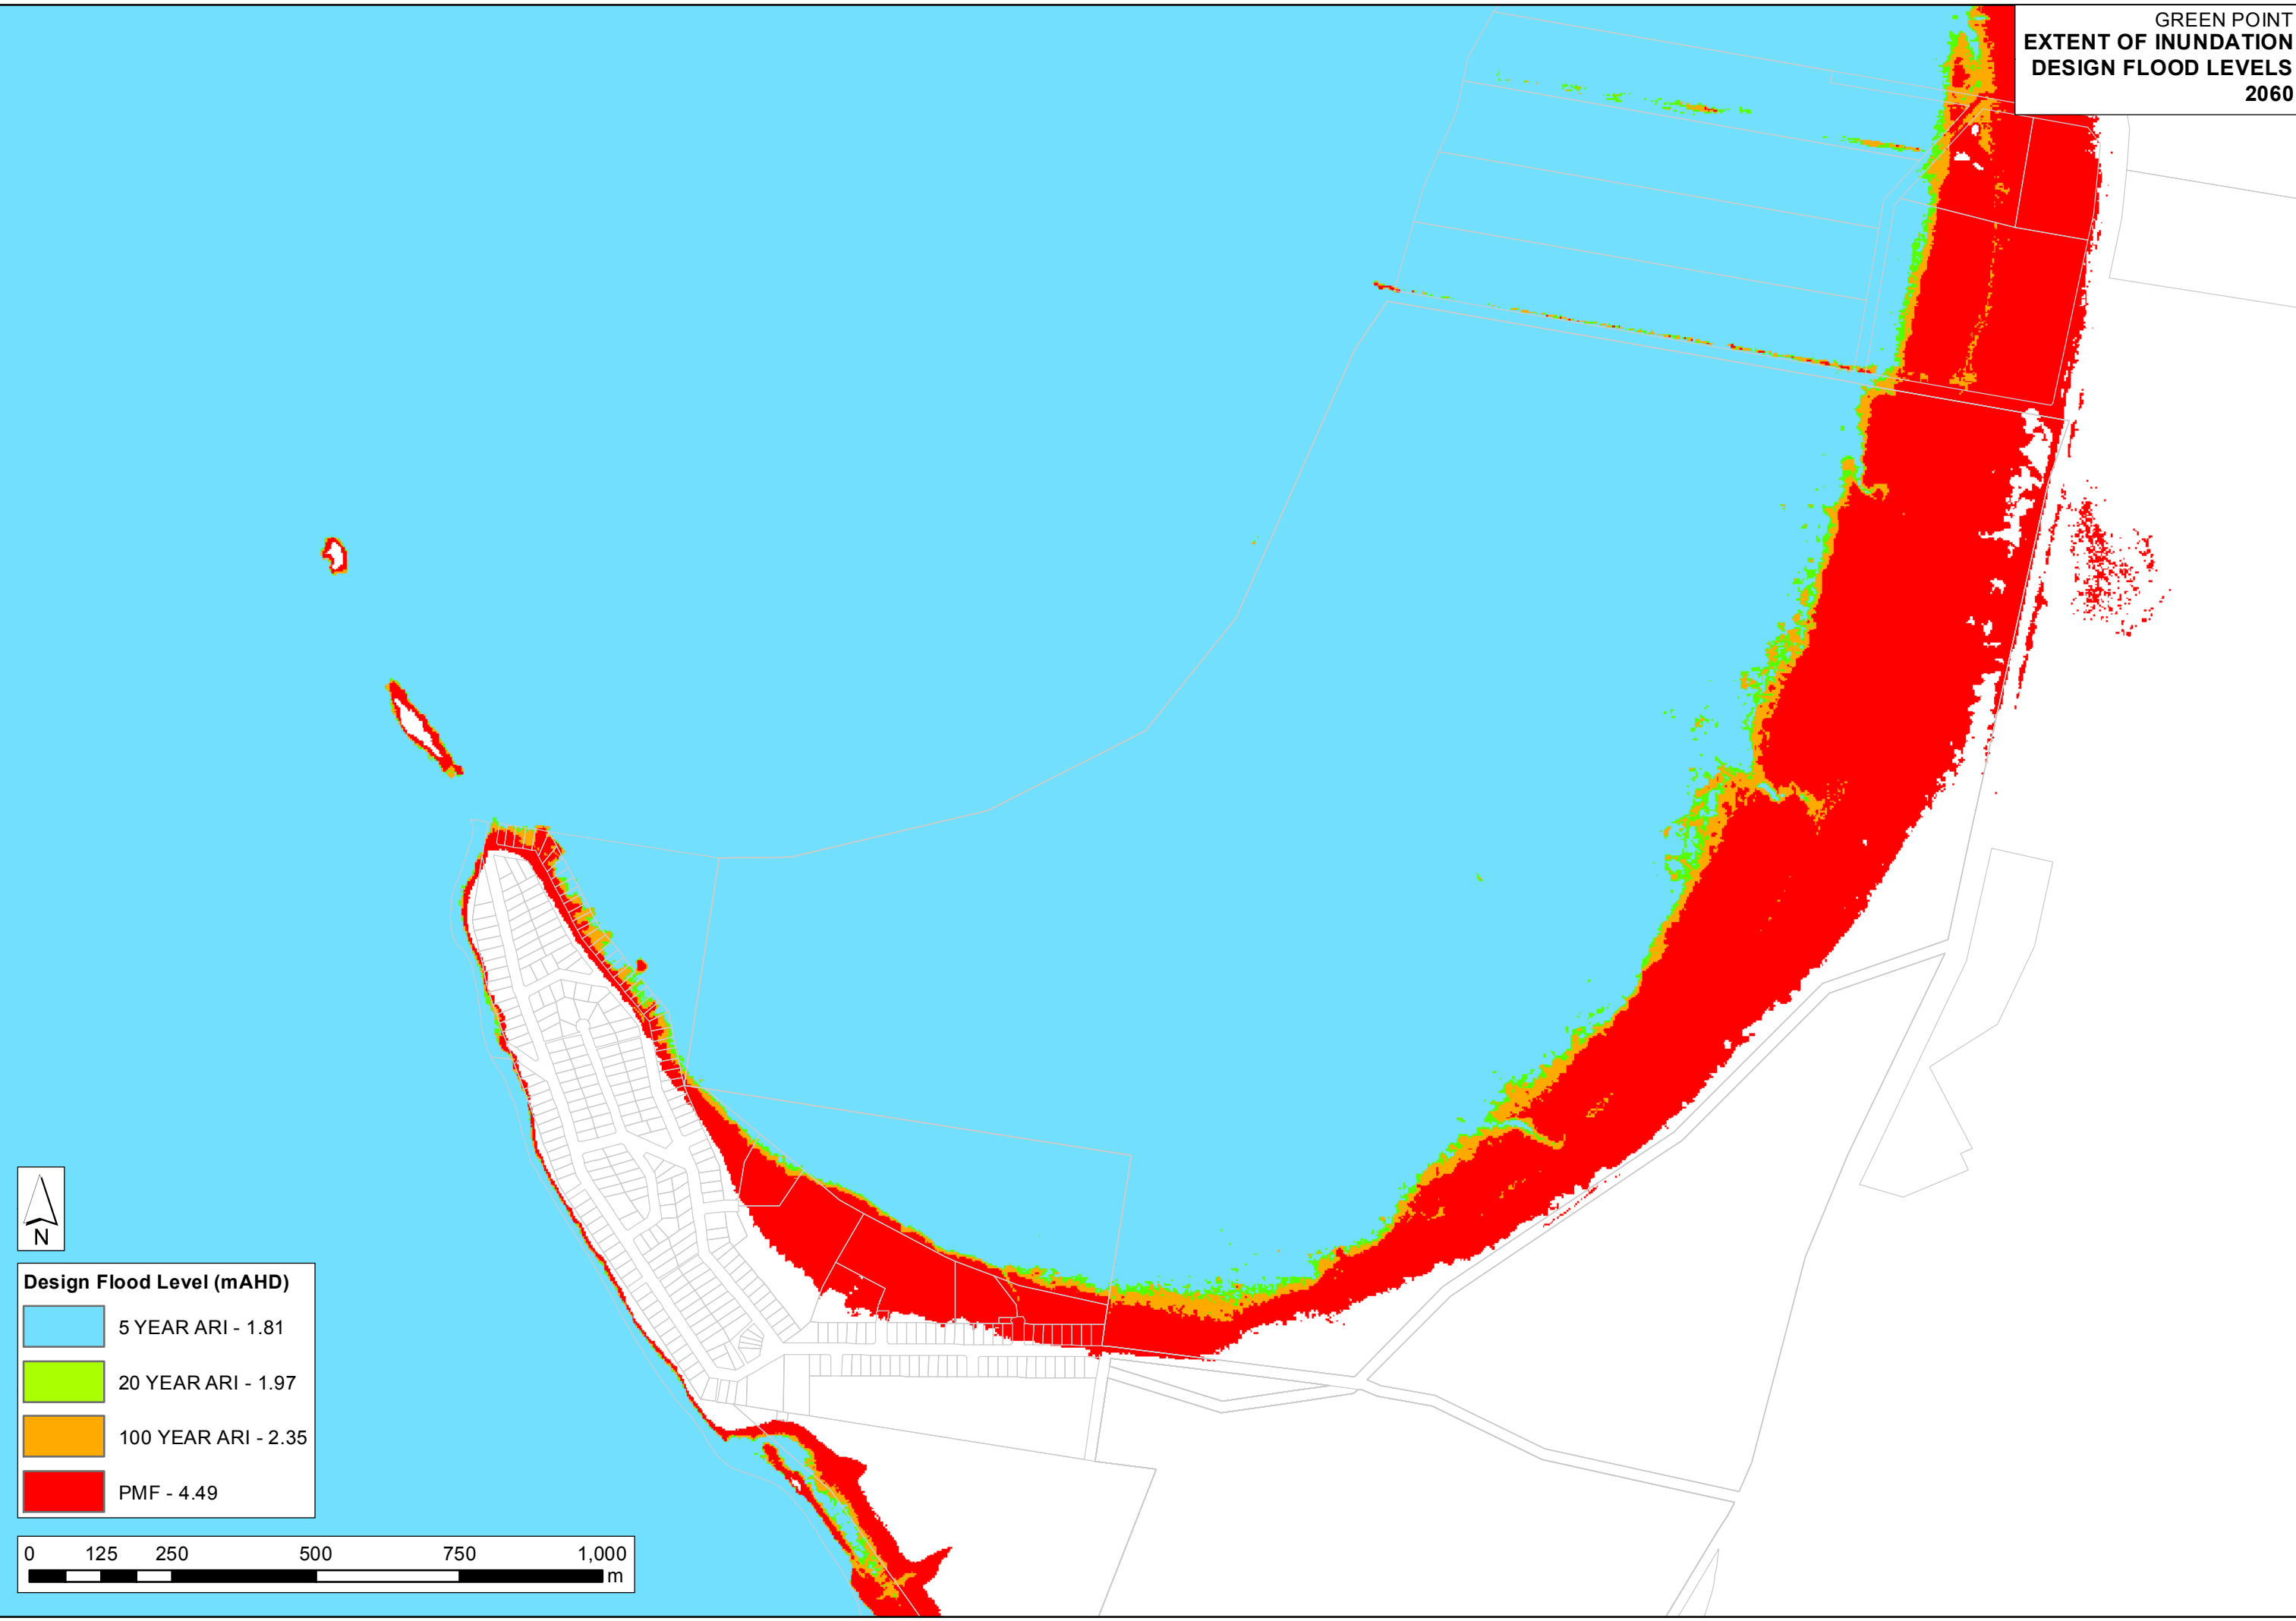 GREEN POINT
EXTENT OF INUNDATION
DESIGN FLOOD LEVELS
2060
N
Design Flood Level (mAHD)
5 YEAR ARI - 1.81
20 YEAR ARI - 1.97
100 YEAR ARI - 2.35
PMF - 4.49
0 125 250 500 750 1,000
m